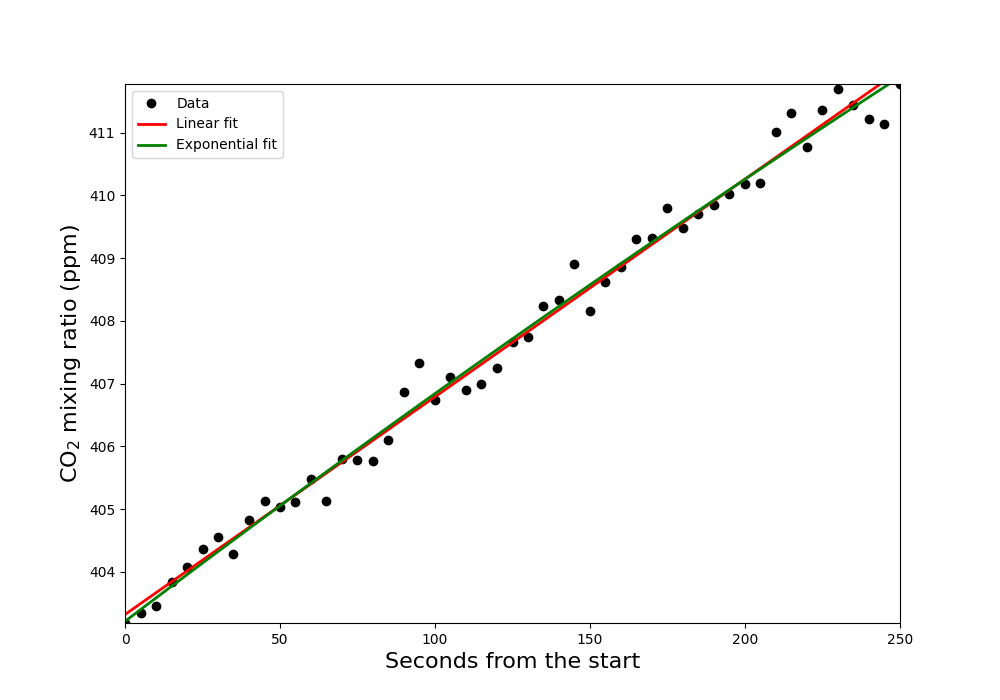 Data
Linear fit
Exponential fit
411
410
409
408
407
406
405
404
CO₂ mixing ratio (ppm)
0 50 100 150 200 250
Seconds from the start